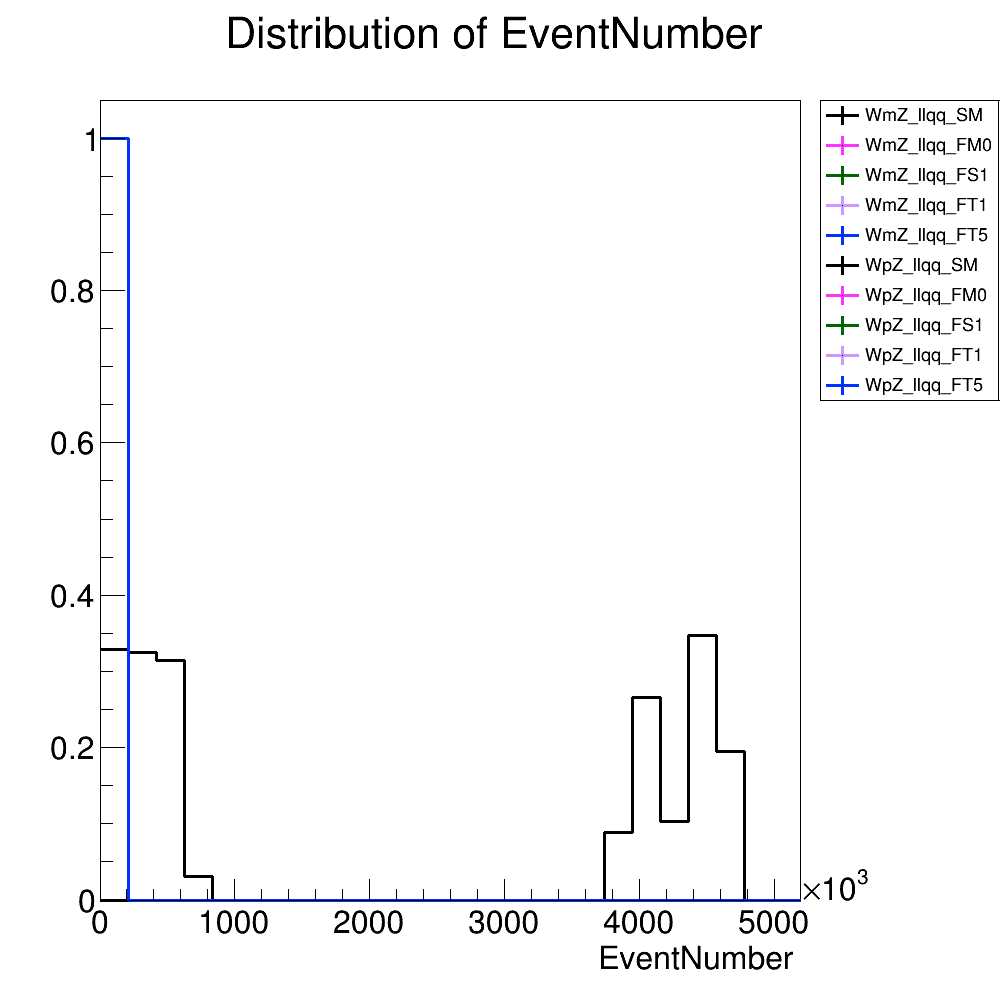 Distribution of EventNumber
1
0.8
0.6
0.4
0.2
0
0 1000 2000 3000 4000 5000
×10³
EventNumber
WmZ_llqq_SM
WmZ_llqq_FM0
WmZ_llqq_FS1
WmZ_llqq_FT1
WmZ_llqq_FT5
WpZ_llqq_SM
WpZ_llqq_FM0
WpZ_llqq_FS1
WpZ_llqq_FT1
WpZ_llqq_FT5